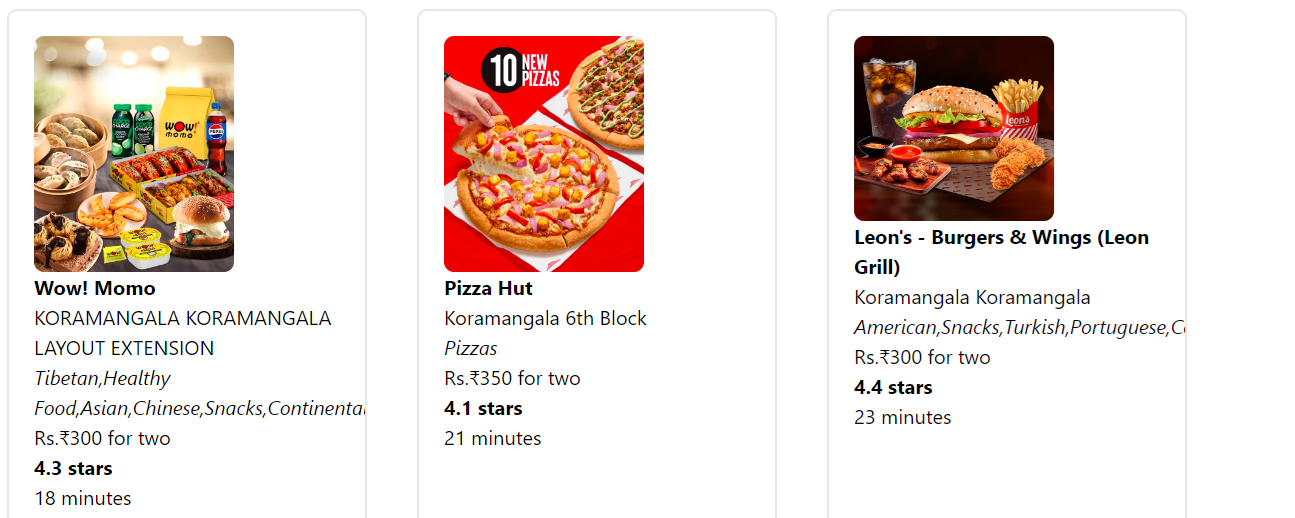 WOW!
MOMO
PEPSI
Wow! Momo
KORAMANGALA KORAMANGALA
LAYOUT EXTENSION
Tibetan,Healthy
Food,Asian,Chinese,Snacks,Continental
Rs.₹300 for two
4.3 stars
18 minutes
10 NEW
PIZZAS
Pizza Hut
Koramangala 6th Block
Pizzas
Rs.₹350 for two
4.1 stars
21 minutes
Leon's
Leon's - Burgers & Wings (Leon
Grill)
Koramangala Koramangala
American,Snacks,Turkish,Portuguese,C
Rs.₹300 for two
4.4 stars
23 minutes